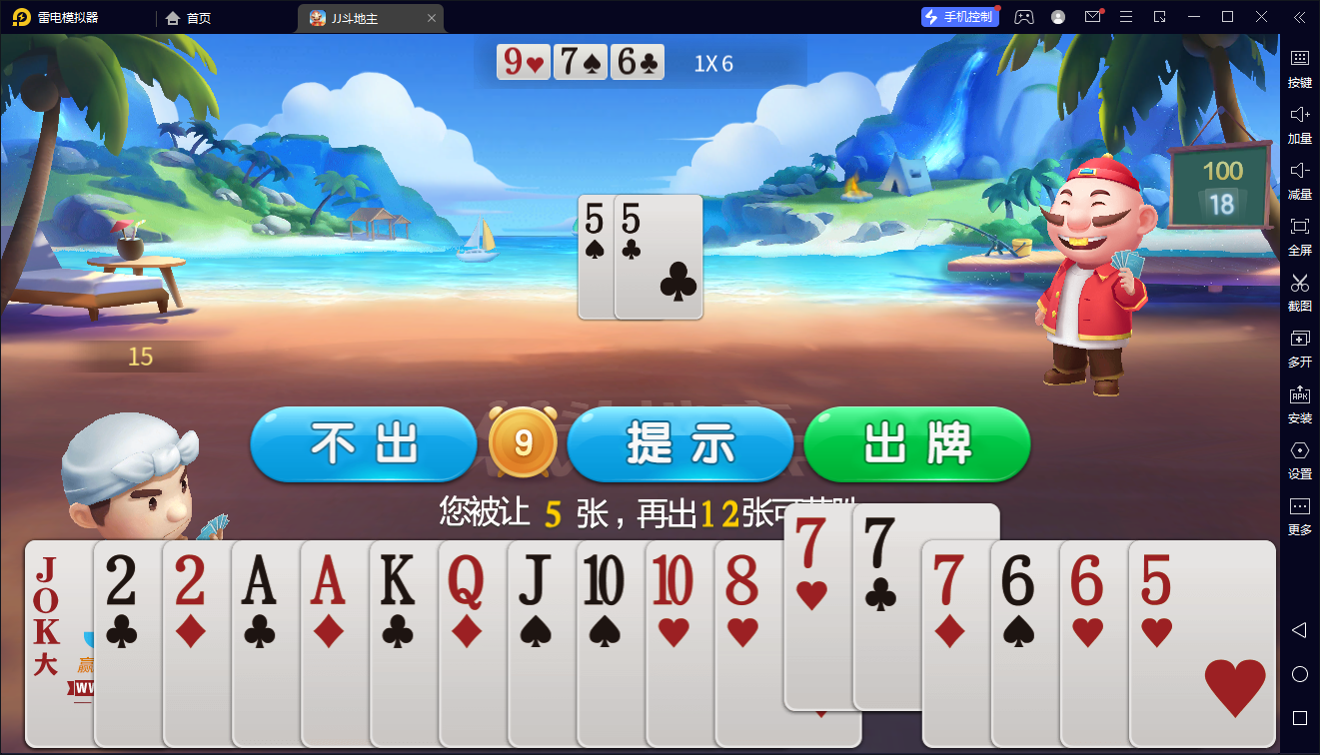 雷电模拟器
首页
JJ斗地主
手机控制
9 7 6 1X6
按键
加量
减量
全屏
截图
多开
安装
设置
更多
100
18
5 5
15
不出
9
提示
出牌
您被让 5 张，再出12张
JOK大
2 2 A A K Q J 10 10 8 7 7 7 6 6 5
赢
WW